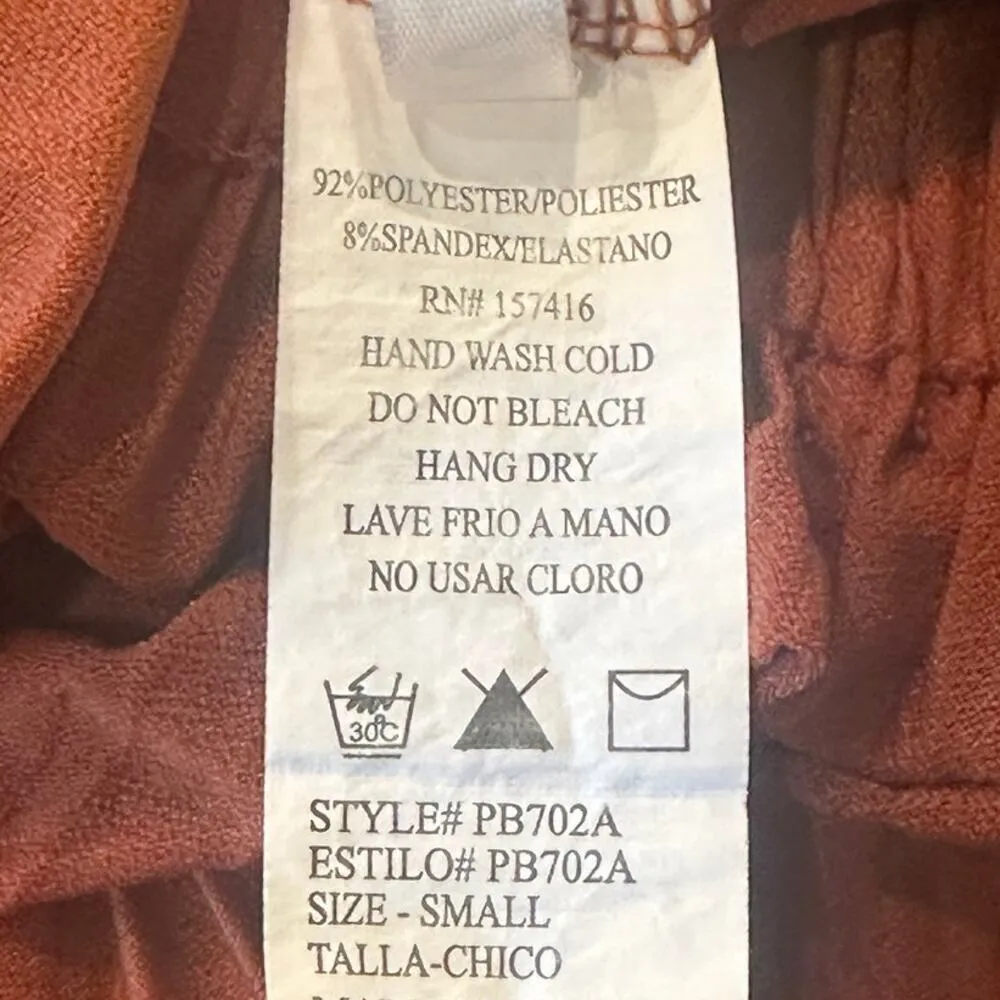 92%POLYESTER/POLIESTER
8%SPANDEX/ELASTANO
RN# 157416
HAND WASH COLD
DO NOT BLEACH
HANG DRY
LAVE FRIO A MANO
NO USAR CLORO
30°C
STYLE# PB702A
ESTILO# PB702A
SIZE - SMALL
TALLA-CHICO